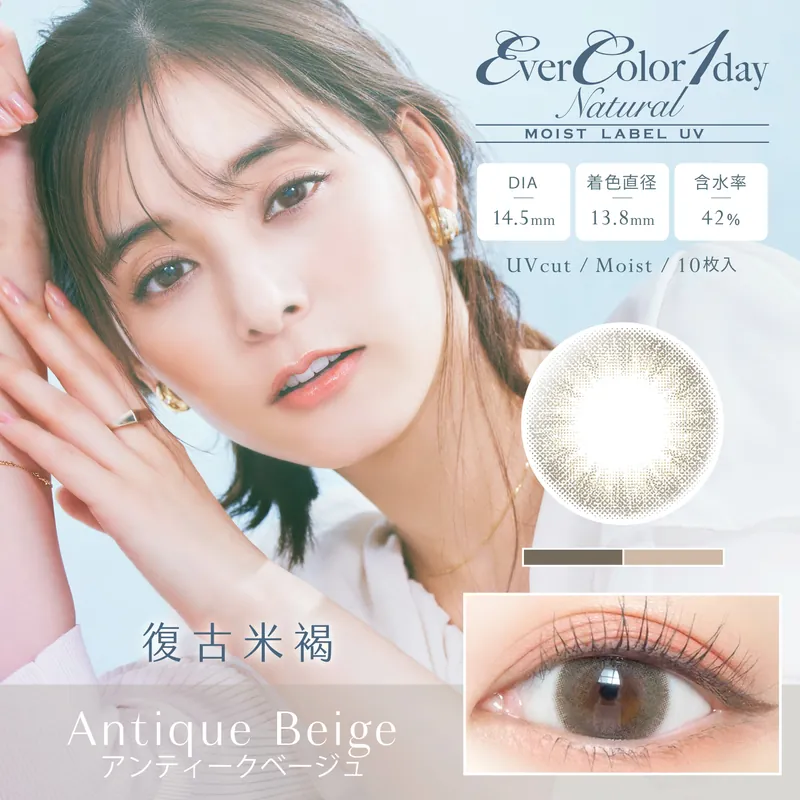 EverColor1day
Natural
MOIST LABEL UV
DIA
14.5mm
着色直径
13.8mm
含水率
42%
UVcut / Moist / 10枚入
復古米褐
Antique Beige
アンティークベージュ